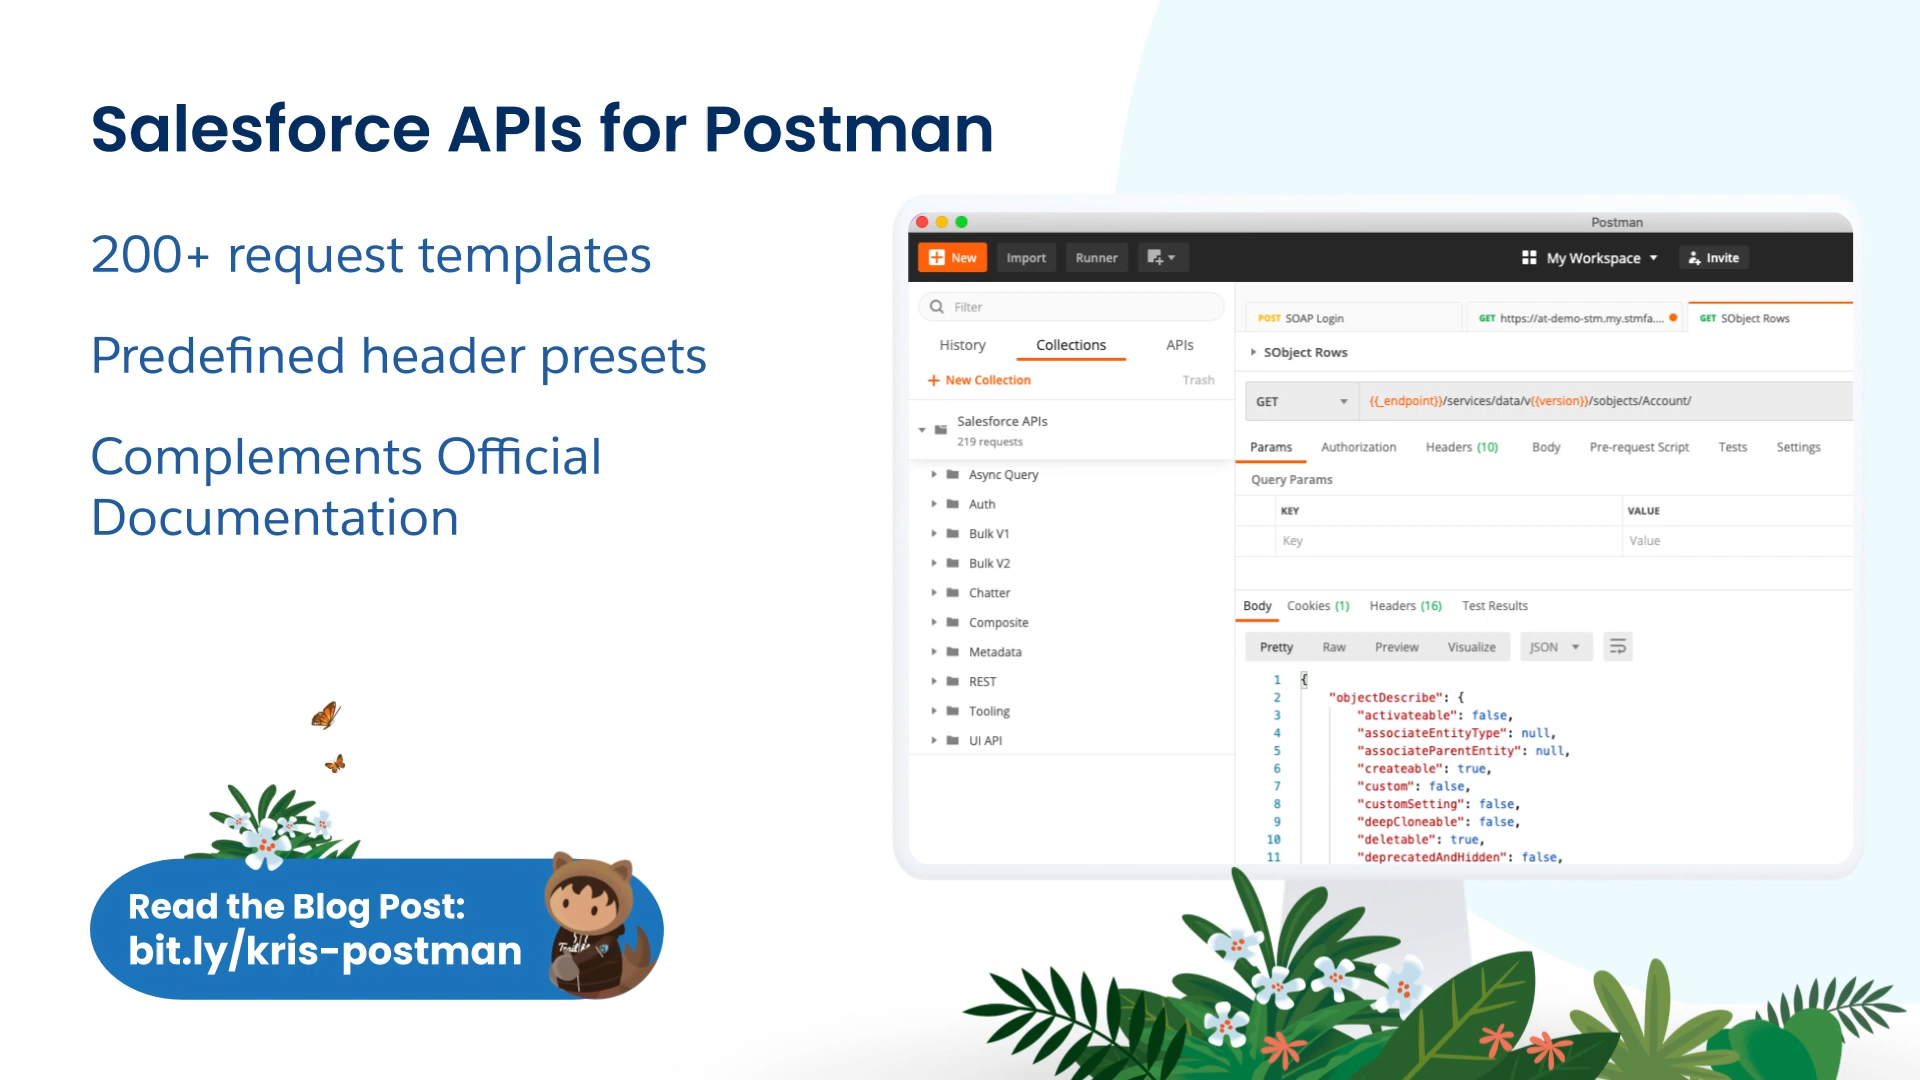 Salesforce APIs for Postman
200+ request templates
Predefined header presets
Complements Official
Documentation
Read the Blog Post:
bit.ly/kris-postman
Postman
New Import Runner
My Workspace Invite
Filter
History Collections APIs
New Collection Trash
Salesforce APIs
219 requests
Async Query
Auth
Bulk V1
Bulk V2
Chatter
Composite
Metadata
REST
Tooling
UI API
POST SOAP Login GET https://at-demo-stm.my.stmfa.... GET SObject Rows
SObject Rows
GET {{_endpoint}}/services/data/v{{version}}/sobjects/Account/
Params Authorization Headers (10) Body Pre-request Script Tests Settings
Query Params
KEY VALUE
Key Value
Body Cookies (1) Headers (16) Test Results
Pretty Raw Preview Visualize JSON
1 {
2 "objectDescribe": {
3 "activateable": false,
4 "associateEntityType": null,
5 "associateParentEntity": null,
6 "createable": true,
7 "custom": false,
8 "customSetting": false,
9 "deepCloneable": false,
10 "deletable": true,
11 "deprecatedAndHidden": false,